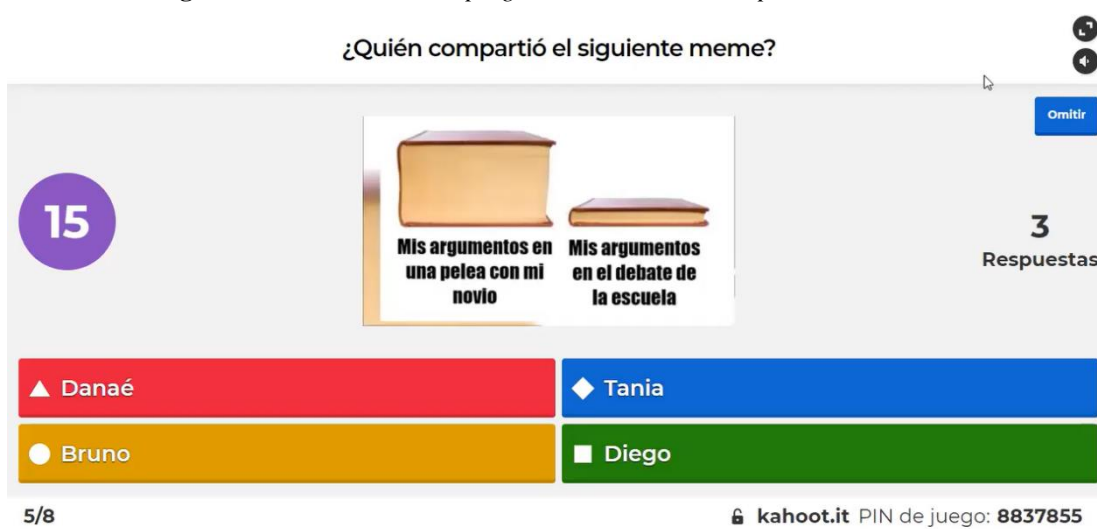 ¿Quién compartió el siguiente meme?
Omitir
15
Mis argumentos en
una pelea con mi
novio
Mis argumentos
en el debate de
la escuela
3
Respuestas
Danaé
Tania
Bruno
Diego
5/8
kahoot.it PIN de juego: 8837855